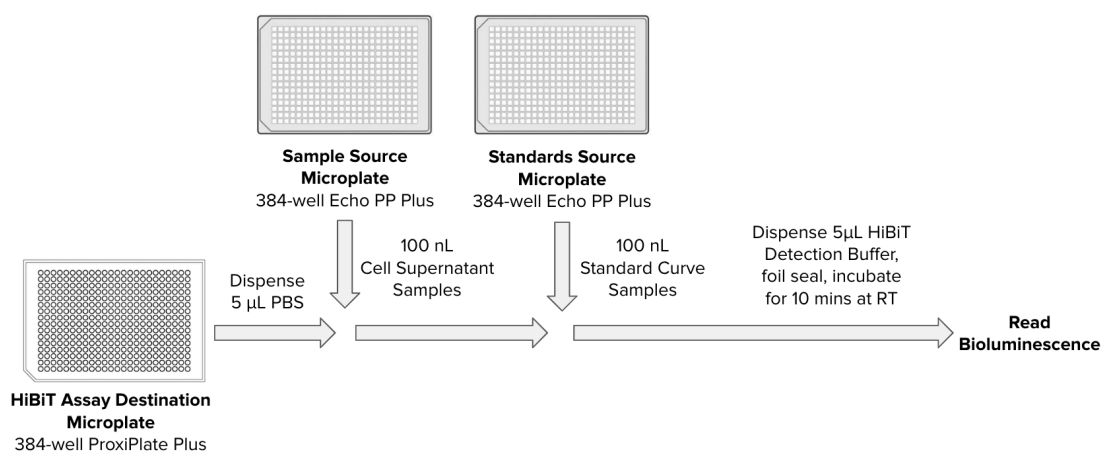 Sample Source
Microplate
384-well Echo PP Plus
Standards Source
Microplate
384-well Echo PP Plus
Dispense
5 µL PBS
100 nL
Cell Supernatant
Samples
100 nL
Standard Curve
Samples
Dispense 5µL HiBiT
Detection Buffer,
foil seal, incubate
for 10 mins at RT
Read
Bioluminescence
HiBiT Assay Destination
Microplate
384-well ProxiPlate Plus